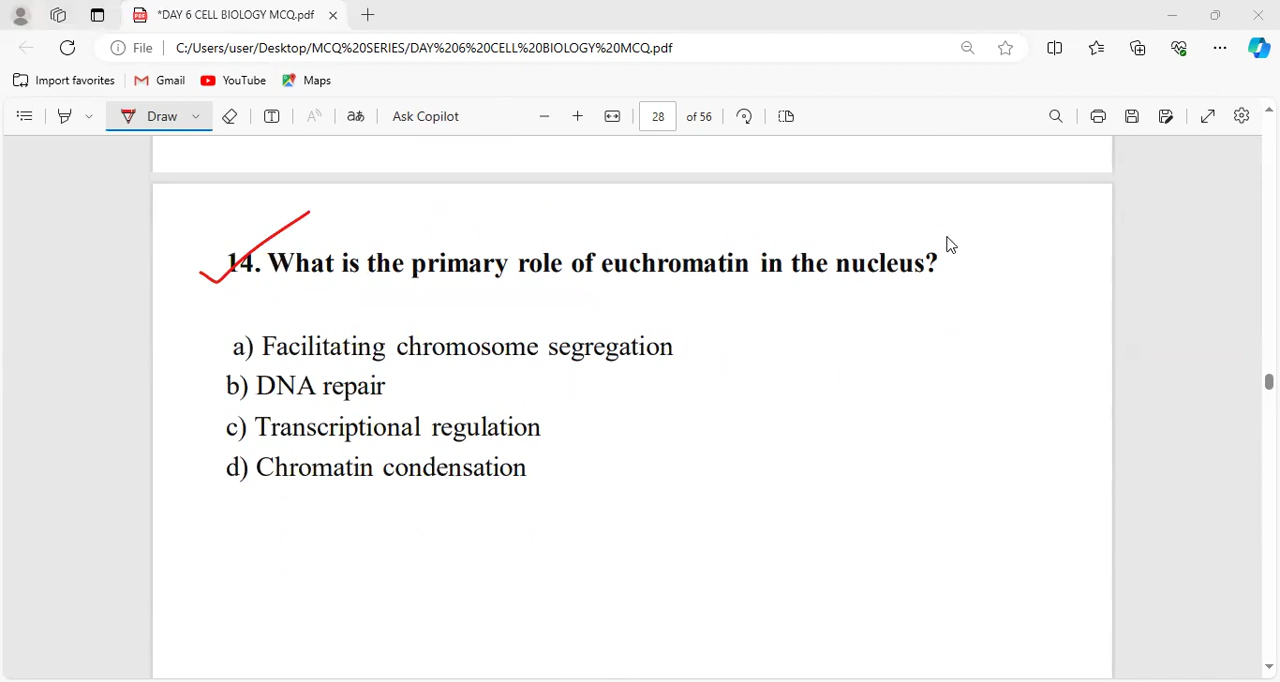 *DAY 6 CELL BIOLOGY MCQ.pdf
File C:/Users/user/Desktop/MCQ%20SERIES/DAY%206%20CELL%20BIOLOGY%20MCQ.pdf
Import favorites Gmail YouTube Maps
Draw aあ Ask Copilot 28 of 56
14. What is the primary role of euchromatin in the nucleus?
a) Facilitating chromosome segregation
b) DNA repair
c) Transcriptional regulation
d) Chromatin condensation